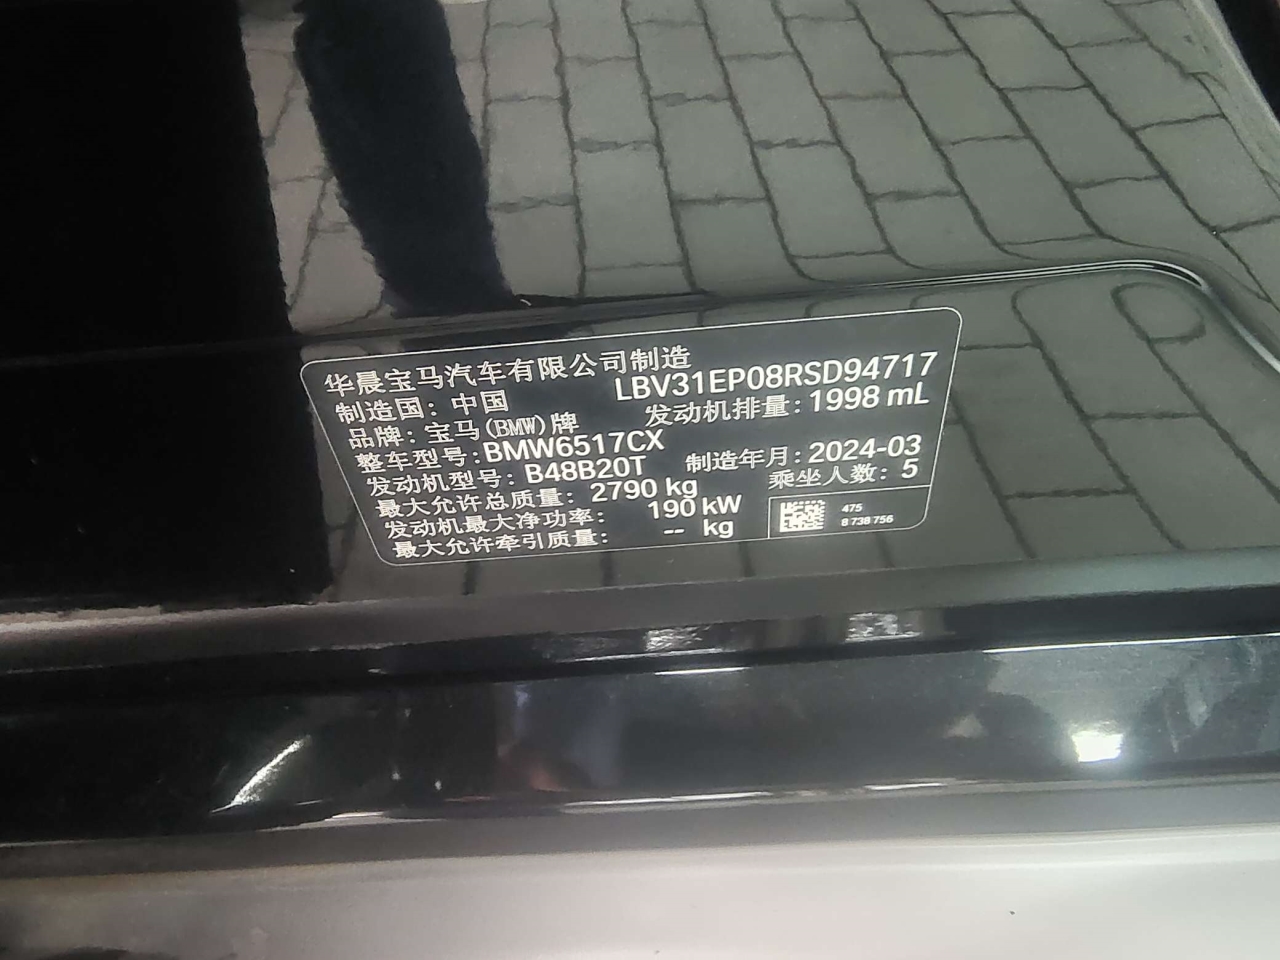 华晨宝马汽车有限公司制造
制造国：中国 LBV31EP08RSD94717
品牌：宝马(BMW)牌 发动机排量：1998 mL
整车型号：BMW6517CX
发动机型号：B48B20T 制造年月：2024-03
最大允许总质量：2790 kg 乘坐人数：5
发动机最大净功率：190 kW
最大允许牵引质量：-- kg
475
8 738 756